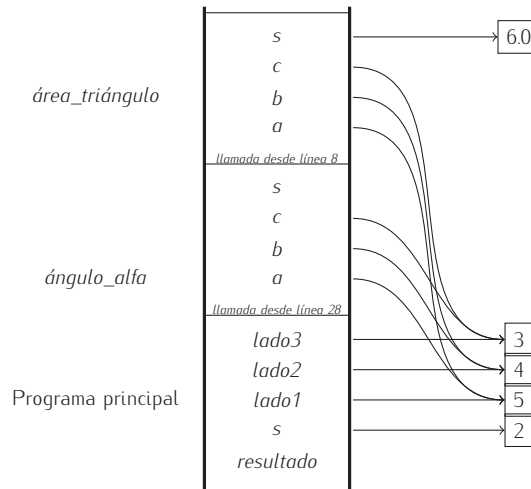 s 6.0
c
área_triángulo b
a
llamada desde línea 8
s
c
b
ángulo_alfa a
llamada desde línea 28
lado3 3
lado2 4
Programa principal lado1 5
s 2
resultado